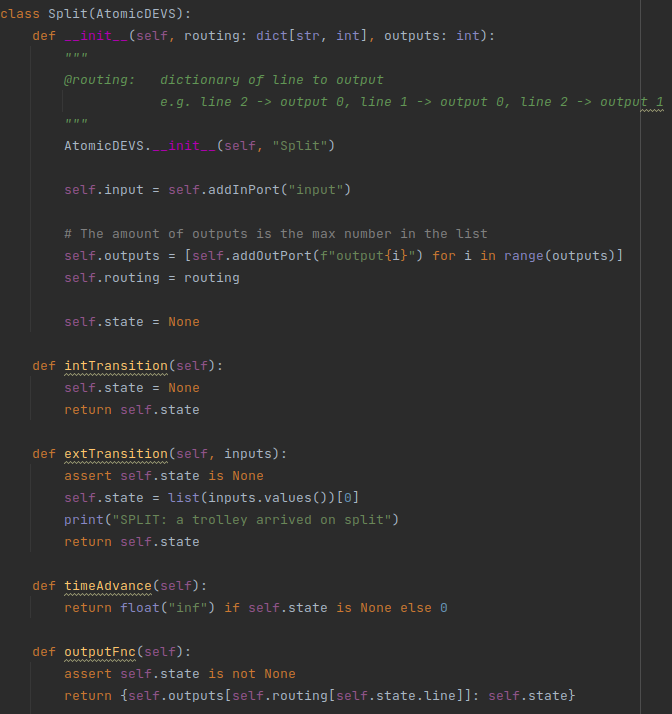 class Split(AtomicDEVS):
    def __init__(self, routing: dict[str, int], outputs: int):
        """
        @routing:   dictionary of line to output
                    e.g. line 2 -> output 0, line 1 -> output 0, line 2 -> output 1
        """
        AtomicDEVS.__init__(self, "Split")

        self.input = self.addInPort("input")

        # The amount of outputs is the max number in the list
        self.outputs = [self.addOutPort(f"output{i}") for i in range(outputs)]
        self.routing = routing

        self.state = None

    def intTransition(self):
        self.state = None
        return self.state

    def extTransition(self, inputs):
        assert self.state is None
        self.state = list(inputs.values())[0]
        print("SPLIT: a trolley arrived on split")
        return self.state

    def timeAdvance(self):
        return float("inf") if self.state is None else 0

    def outputFnc(self):
        assert self.state is not None
        return {self.outputs[self.routing[self.state.line]]: self.state}